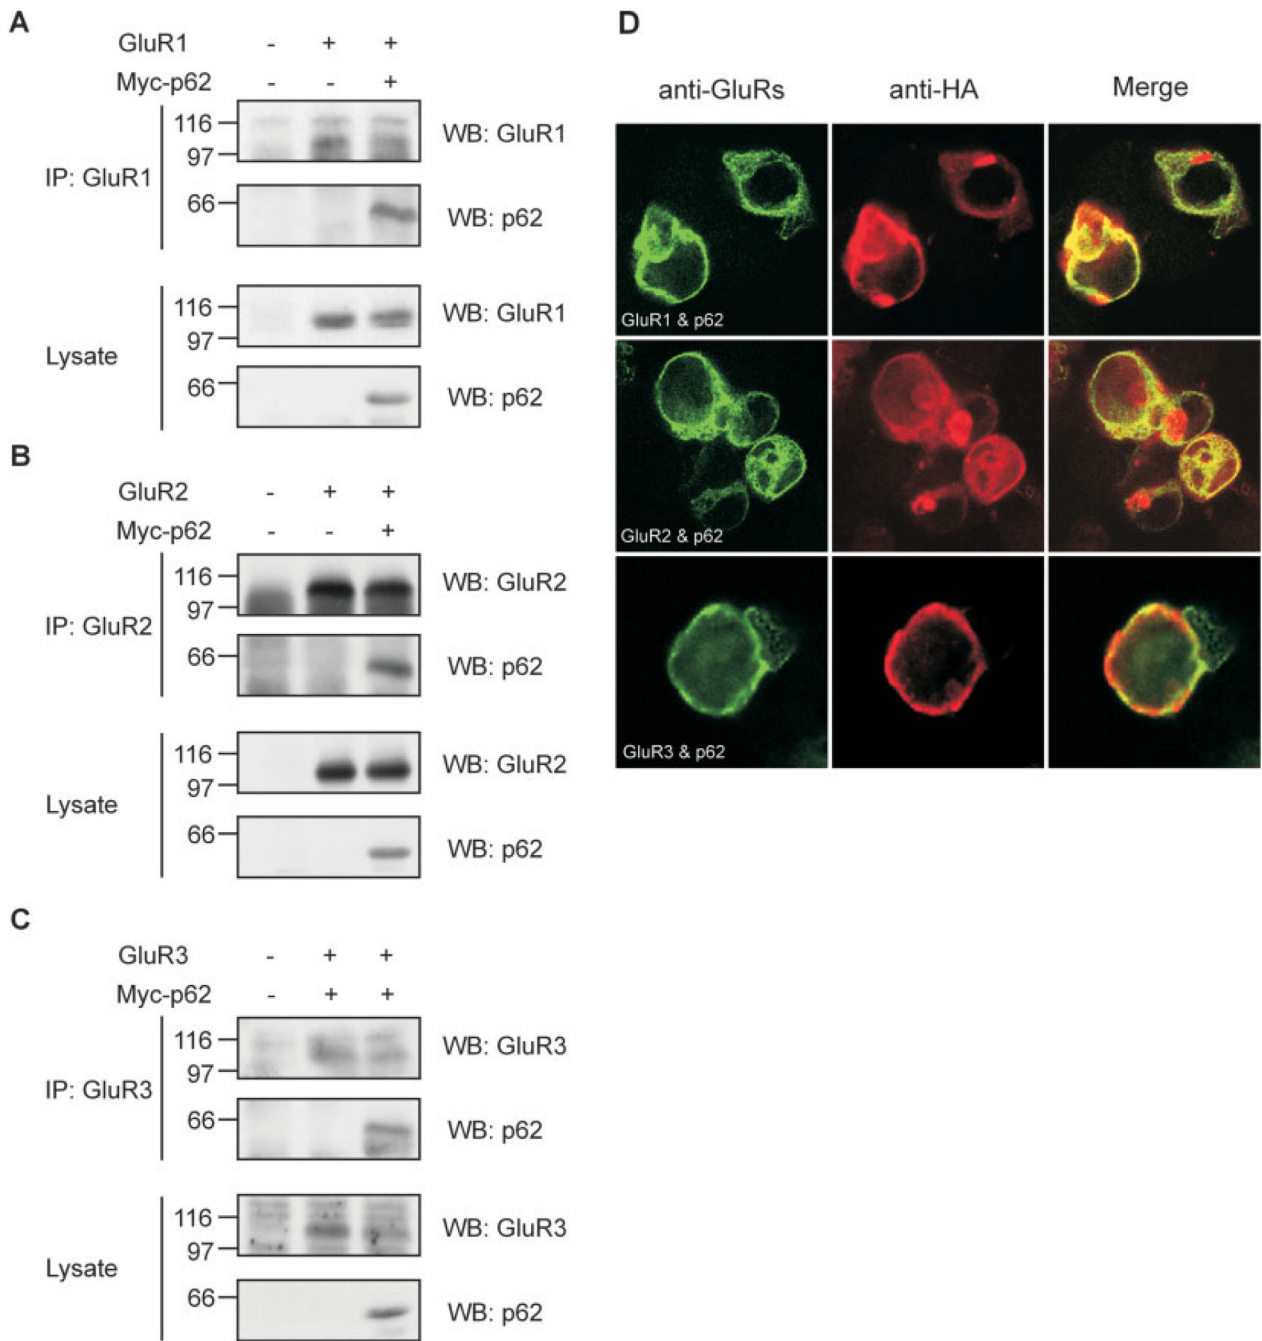 A
GluR1 - + +
Myc-p62 - - +
IP: GluR1
116
97
WB: GluR1
66
WB: p62
Lysate
116
97
WB: GluR1
66
WB: p62
B
GluR2 - + +
Myc-p62 - - +
IP: GluR2
116
97
WB: GluR2
66
WB: p62
Lysate
116
97
WB: GluR2
66
WB: p62
C
GluR3 - + +
Myc-p62 - + +
IP: GluR3
116
97
WB: GluR3
66
WB: p62
Lysate
116
97
WB: GluR3
66
WB: p62
D
anti-GluRs anti-HA Merge
GluR1 & p62
GluR2 & p62
GluR3 & p62